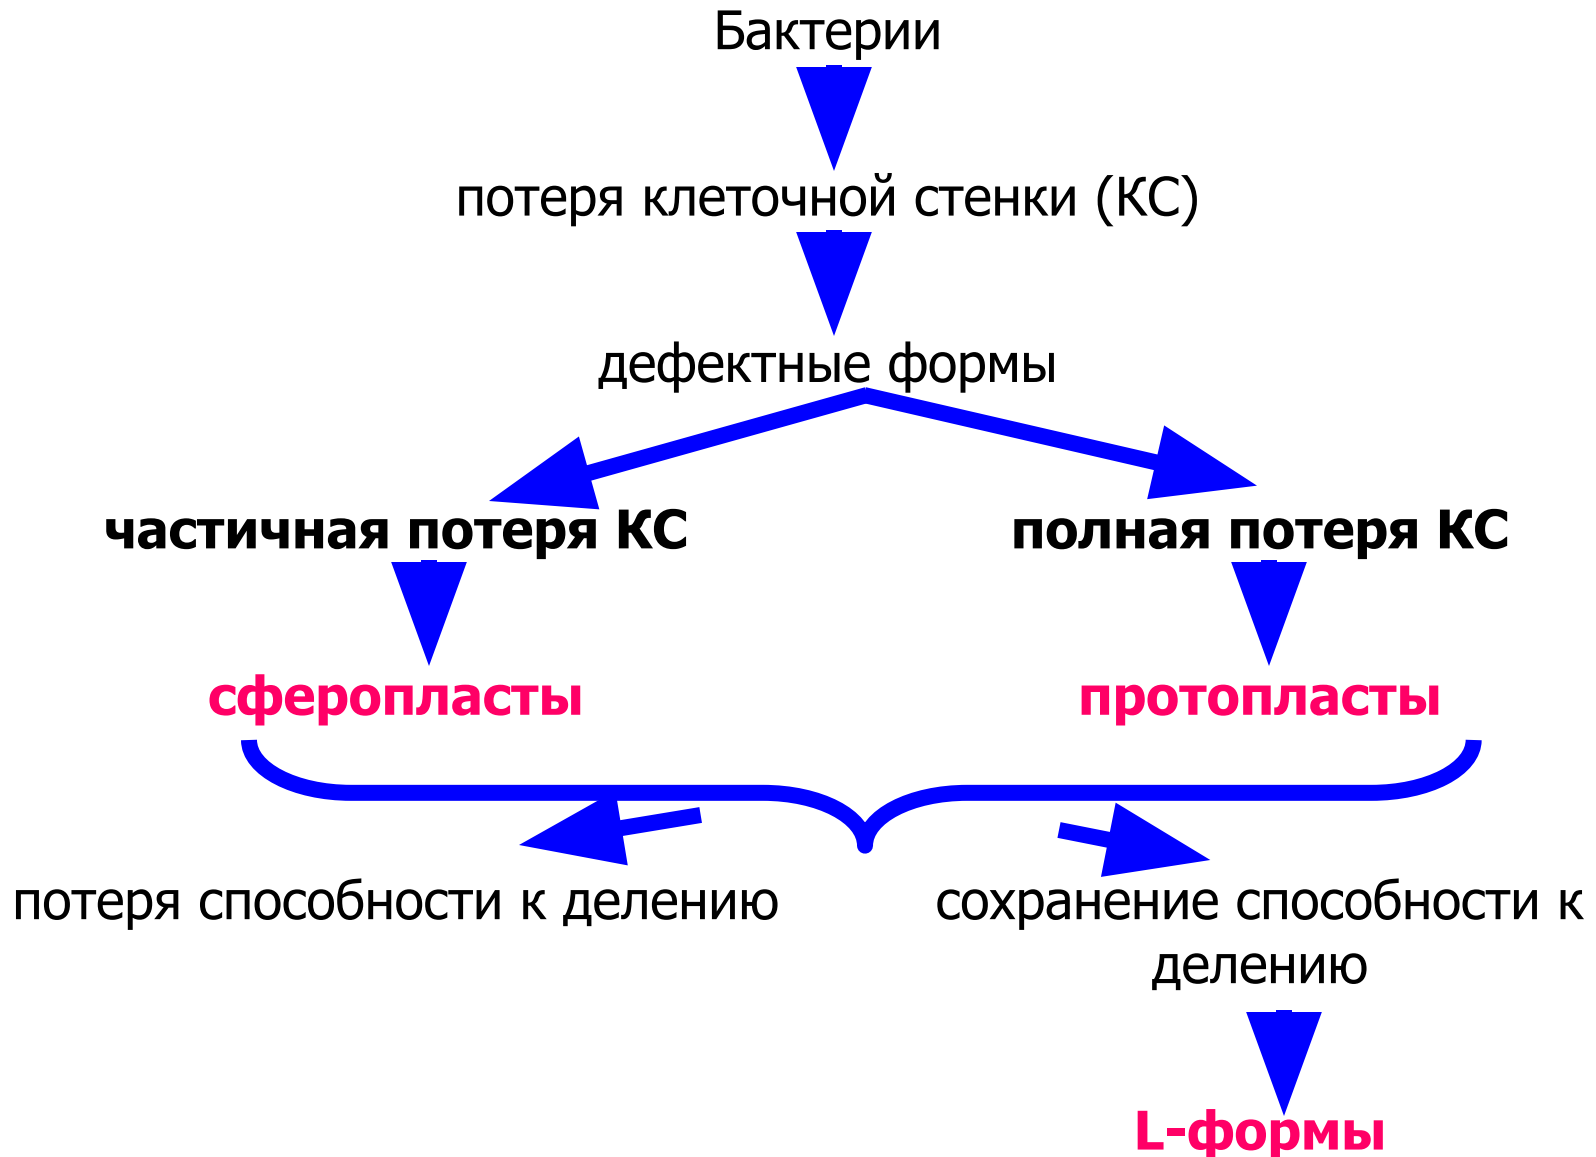 Бактерии
потеря клеточной стенки (КС)
дефектные формы
частичная потеря КС
полная потеря КС
сферопласты
протопласты
потеря способности к делению
сохранение способности к
делению
L-формы